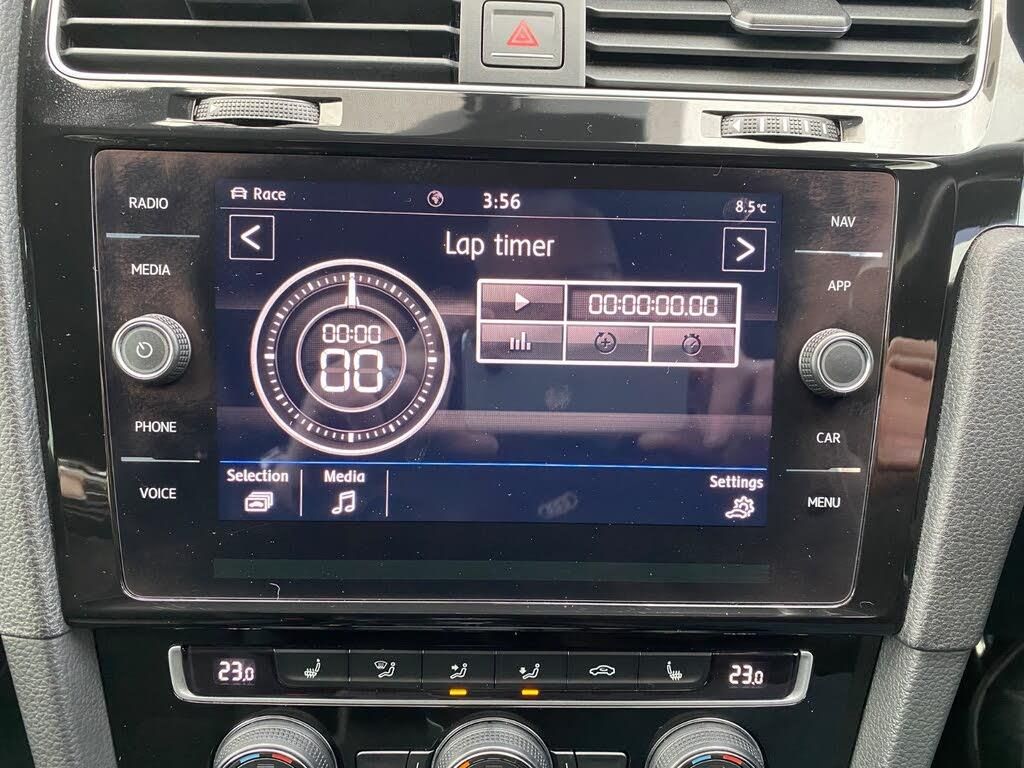 Race 3:56 8.5°C
RADIO
NAV
Lap timer
MEDIA
APP
00:00:00.00
00:00
00
PHONE
CAR
Selection Media Settings
VOICE
MENU
23.0 23.0